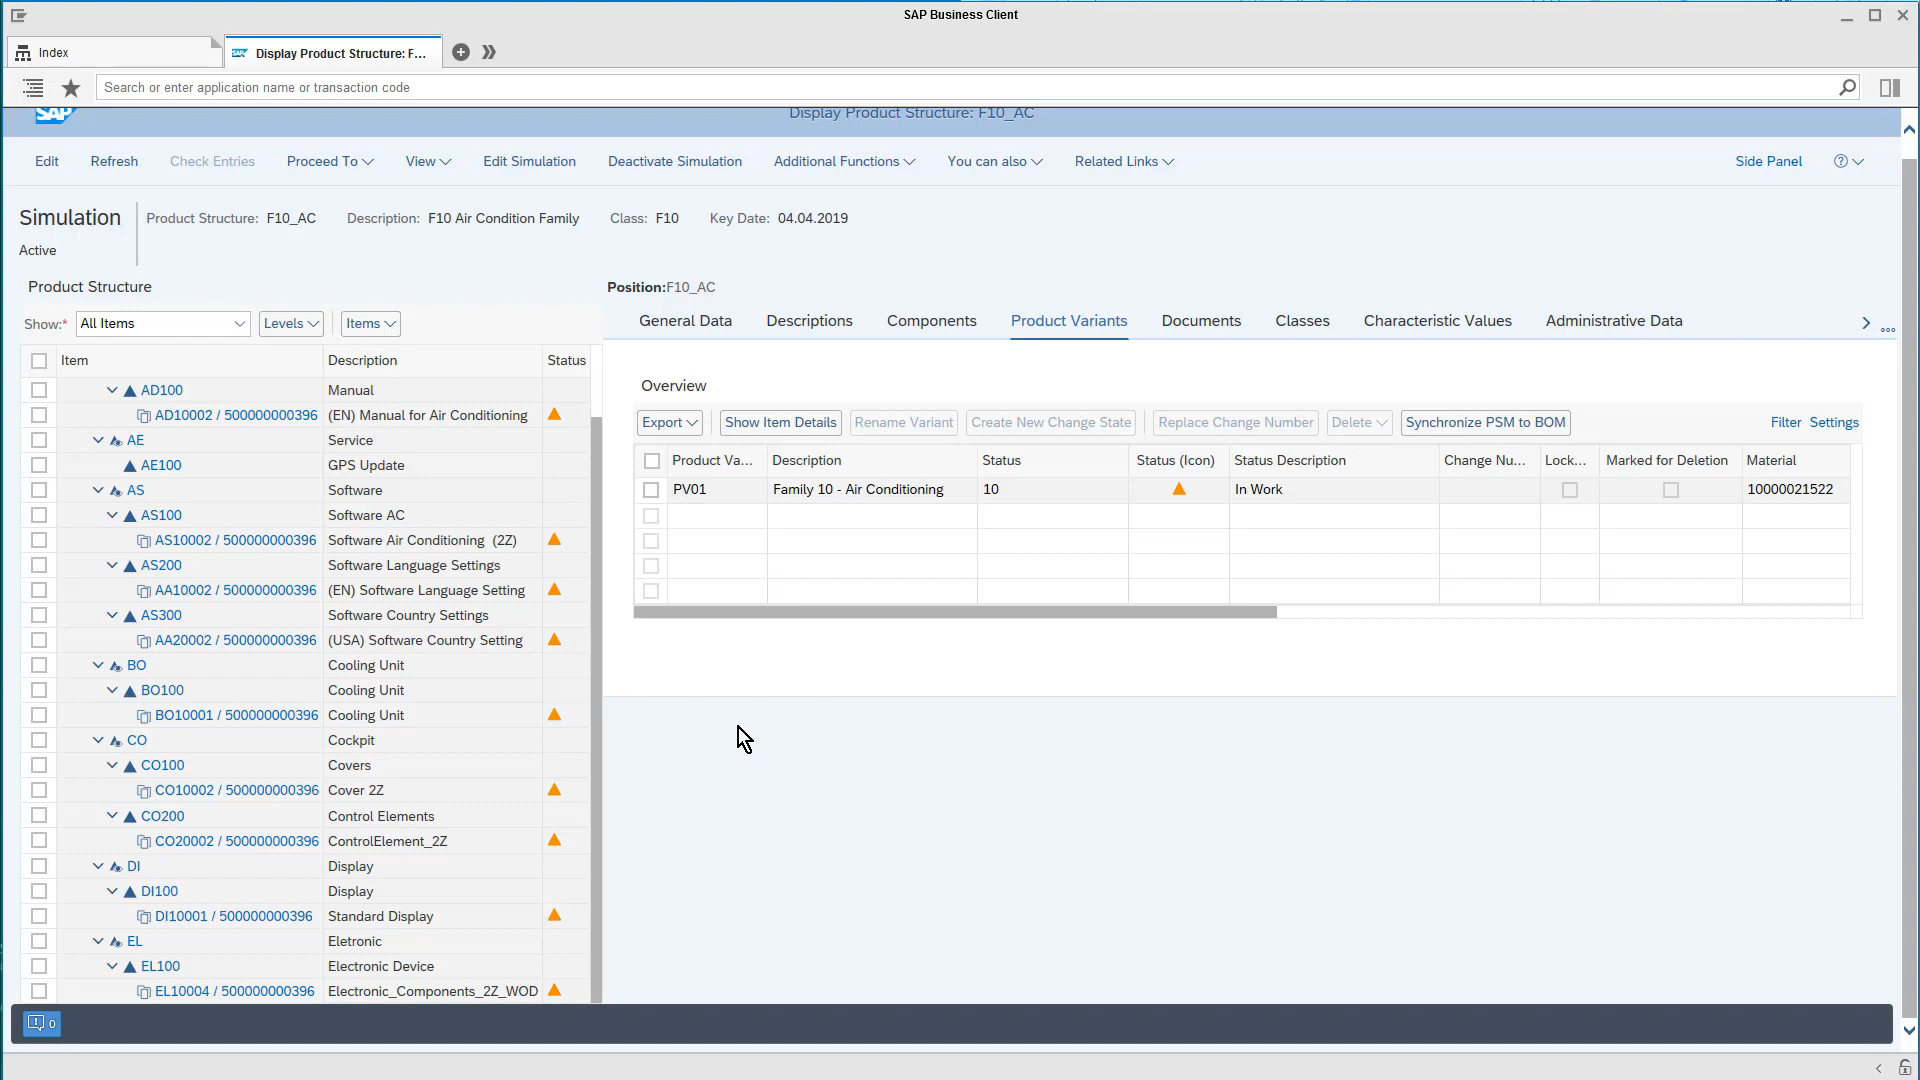 SAP Business Client
Index
Display Product Structure: F...
Search or enter application name or transaction code
SAP
Display Product Structure: F10_AC
Edit
Refresh
Check Entries
Proceed To
View
Edit Simulation
Deactivate Simulation
Additional Functions
You can also
Related Links
Side Panel
Simulation
Product Structure: F10_AC
Description: F10 Air Condition Family
Class: F10
Key Date: 04.04.2019
Active
Product Structure
Position:F10_AC
Show:* All Items
Levels
Items
General Data
Descriptions
Components
Product Variants
Documents
Classes
Characteristic Values
Administrative Data
Item Description Status
AD100 Manual
AD10002 / 500000000396 (EN) Manual for Air Conditioning
AE Service
AE100 GPS Update
AS Software
AS100 Software AC
AS10002 / 500000000396 Software Air Conditioning (2Z)
AS200 Software Language Settings
AA10002 / 500000000396 (EN) Software Language Setting
AS300 Software Country Settings
AA20002 / 500000000396 (USA) Software Country Setting
BO Cooling Unit
BO100 Cooling Unit
BO10001 / 500000000396 Cooling Unit
CO Cockpit
CO100 Covers
CO10002 / 500000000396 Cover 2Z
CO200 Control Elements
CO20002 / 500000000396 ControlElement_2Z
DI Display
DI100 Display
DI10001 / 500000000396 Standard Display
EL Eletronic
EL100 Electronic Device
EL10004 / 500000000396 Electronic_Components_2Z_WOD
Overview
Export
Show Item Details
Rename Variant
Create New Change State
Replace Change Number
Delete
Synchronize PSM to BOM
Filter
Settings
Product Va... Description Status Status (Icon) Status Description Change Nu... Lock... Marked for Deletion Material
PV01 Family 10 - Air Conditioning 10 In Work 10000021522
0